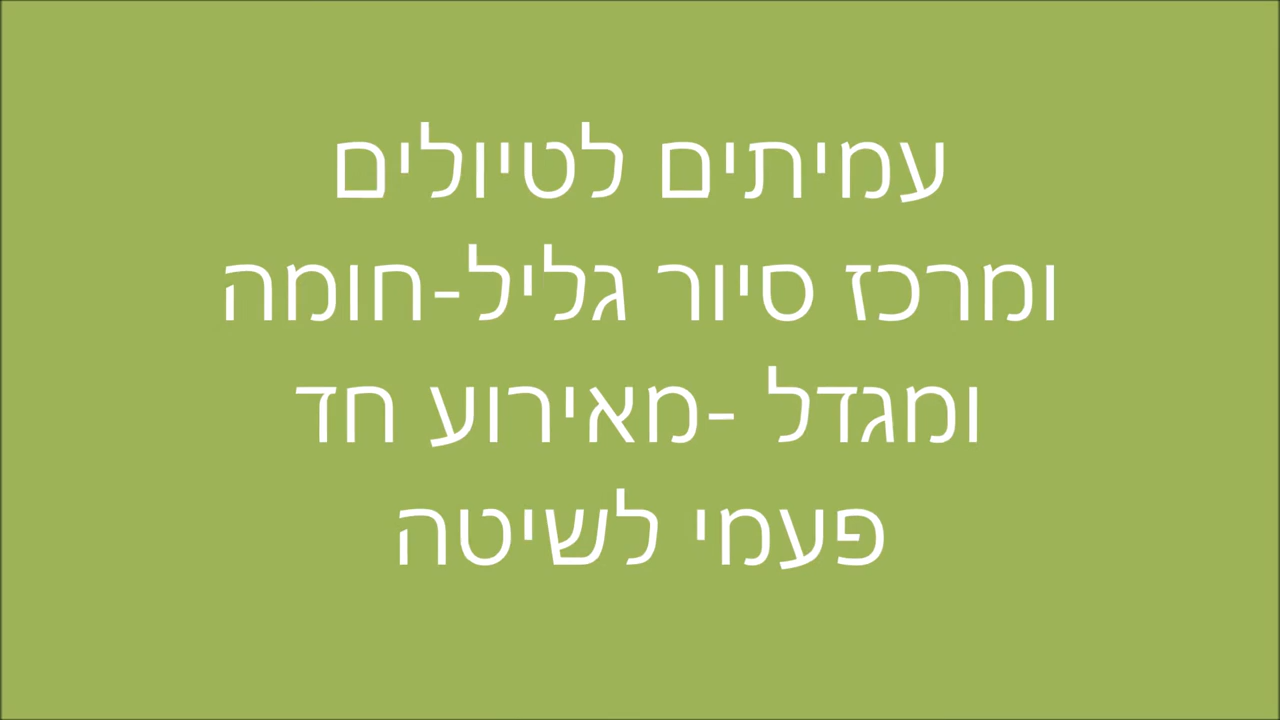 עמיתים לטיולים
ומרכז סיור גליל-חומה
ומגדל -מאירוע חד
פעמי לשיטה